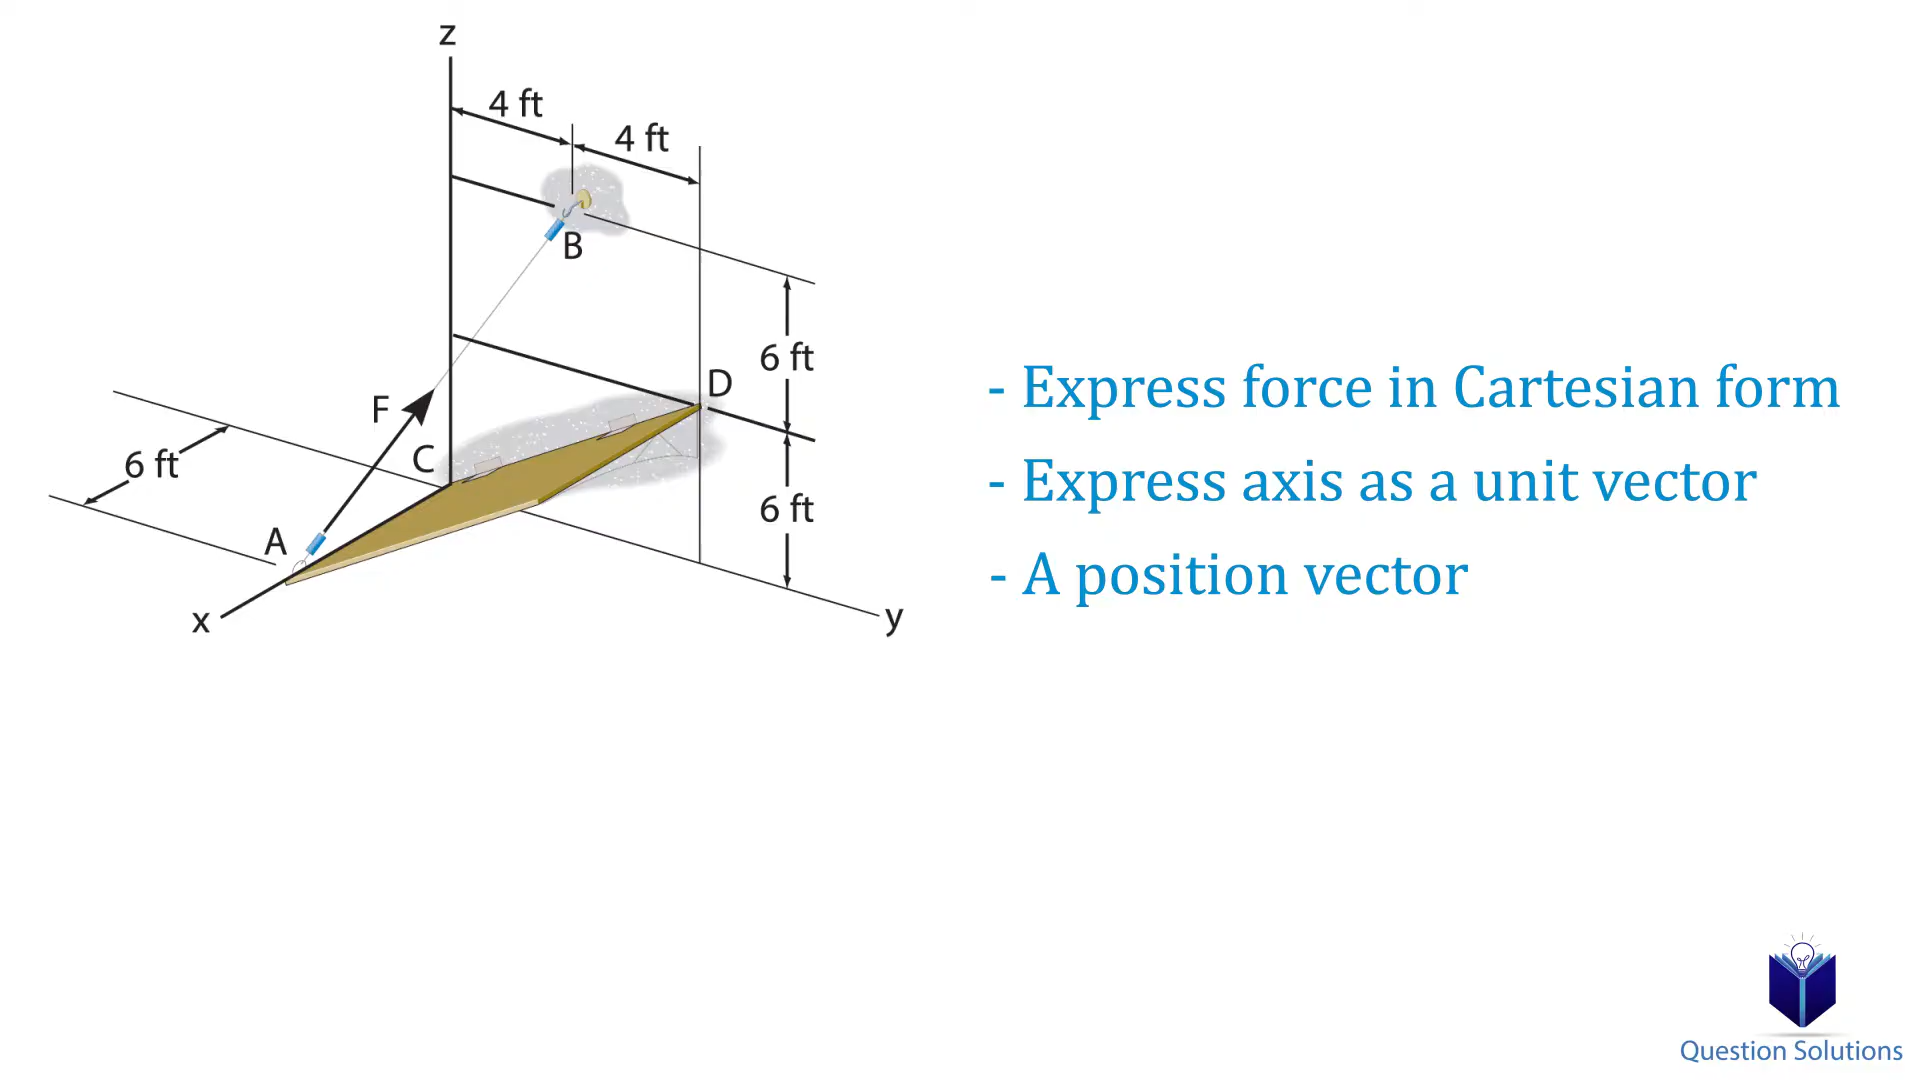 z
4 ft
4 ft
B
6 ft
D
F
C
6 ft
6 ft
A
x
y
- Express force in Cartesian form
- Express axis as a unit vector
- A position vector
Question Solutions